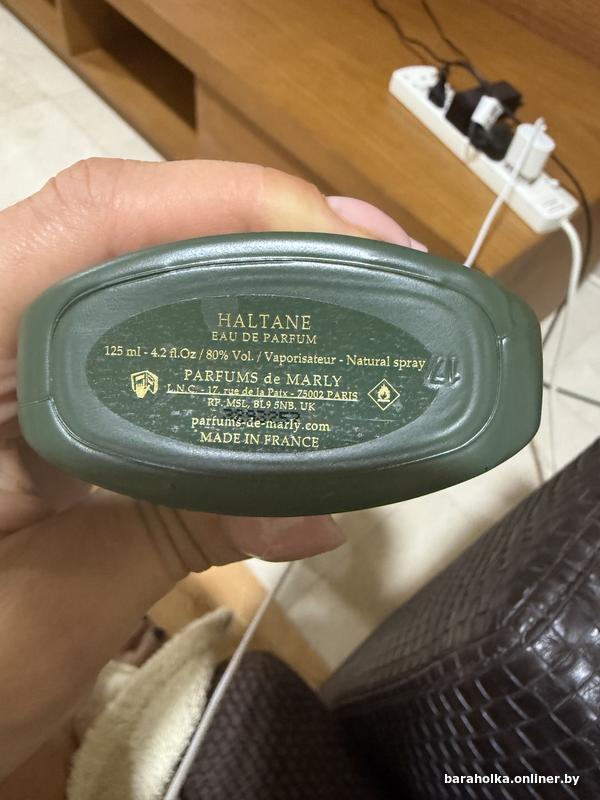 HALTANE
EAU DE PARFUM
125 ml - 4.2 fl.Oz / 80% Vol. / Vaporisateur - Natural spray
17
PARFUMS de MARLY
L.N.C. - 17, rue de la Paix - 75002 PARIS
RP. MSL, BL9 5NB, UK
parfums-de-marly.com
MADE IN FRANCE
baraholka.onliner.by